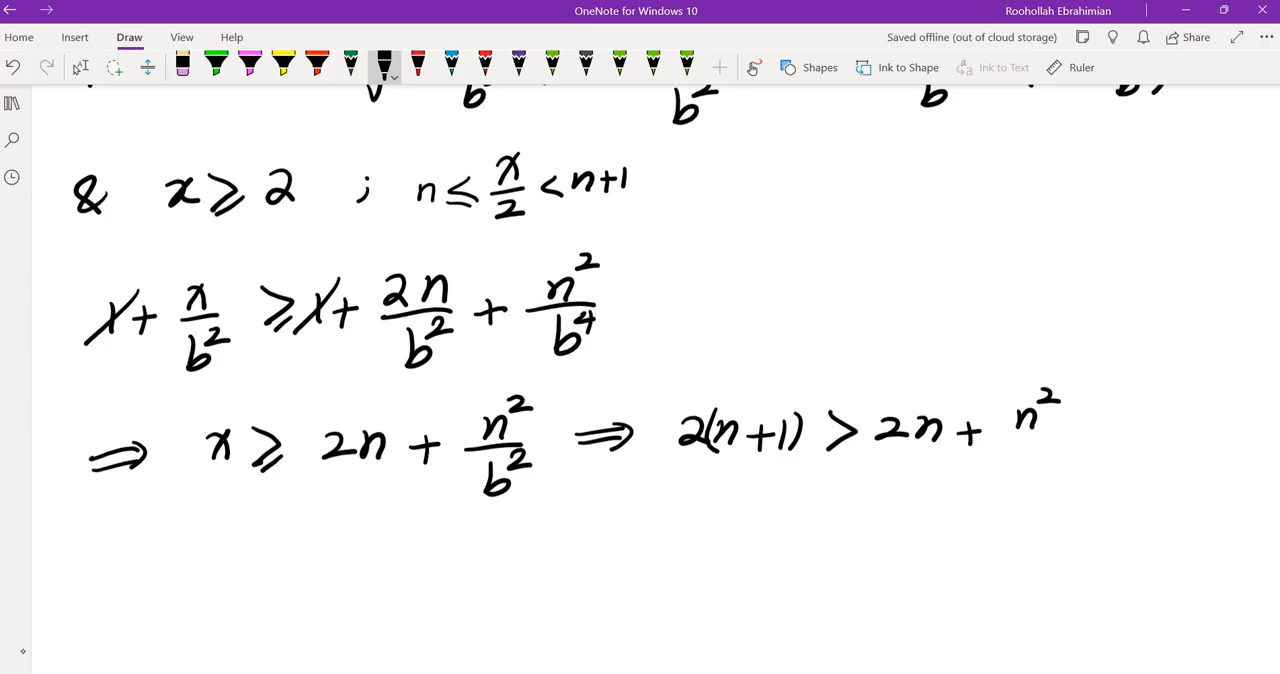 OneNote for Windows 10
Roohollah Ebrahimian
Home Insert Draw View Help
Saved offline (out of cloud storage) Share
Shapes Ink to Shape Ink to Text Ruler
b² b² b b
& x ≥ 2 ; n ≤ x/2 < n+1
1 + x/b² ≥ 1 + 2n/b² + n²/b⁴
⇒ x ≥ 2n + n²/b² ⇒ 2(n+1) > 2n + n²